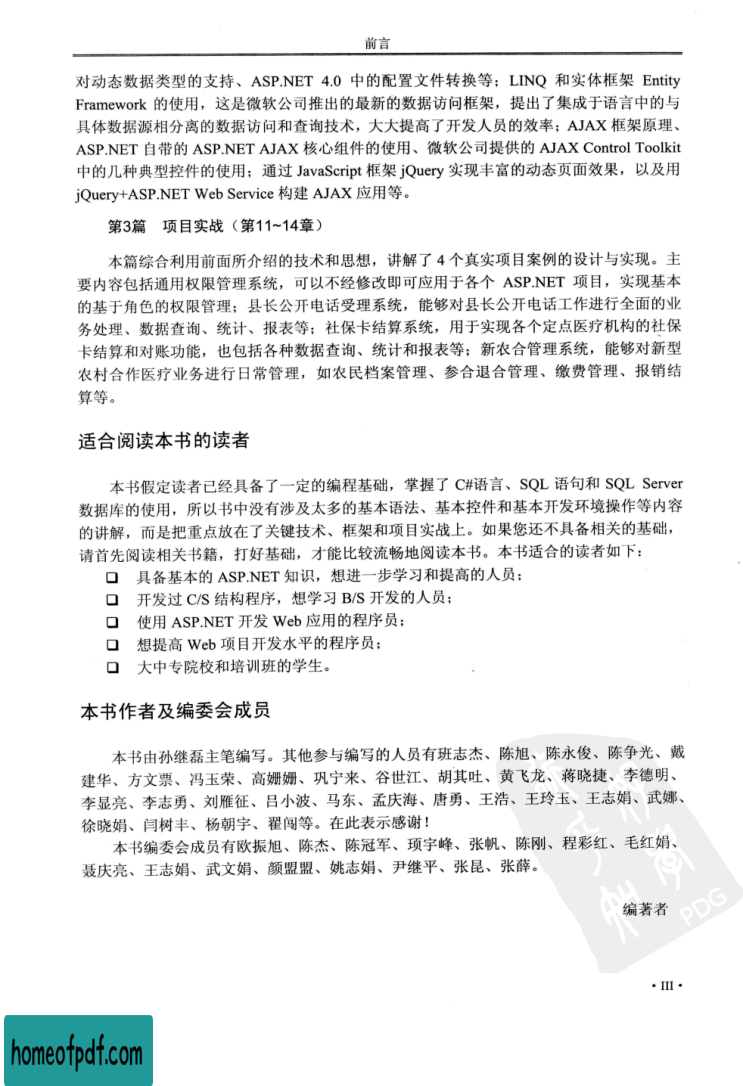 前言
对动态数据类型的支持、ASP.NET 4.0 中的配置文件转换等；LINQ 和实体框架 Entity
Framework 的使用，这是微软公司推出的最新的数据访问框架，提出了集成于语言中的与
具体数据源相分离的数据访问和查询技术，大大提高了开发人员的效率；AJAX 框架原理、
ASP.NET 自带的 ASP.NET AJAX 核心组件的使用、微软公司提供的 AJAX Control Toolkit
中的几种典型控件的使用；通过 JavaScript 框架 jQuery 实现丰富的动态页面效果，以及用
jQuery+ASP.NET Web Service 构建 AJAX 应用等。
第3篇 项目实战（第11~14章）
本篇综合利用前面所介绍的技术和思想，讲解了 4 个真实项目案例的设计与实现。主
要内容包括通用权限管理系统，可以不经修改即可应用于各个 ASP.NET 项目，实现基本
的基于角色的权限管理；县长公开电话受理系统，能够对县长公开电话工作进行全面的业
务处理、数据查询、统计、报表等；社保卡结算系统，用于实现各个定点医疗机构的社保
卡结算和对账功能，也包括各种数据查询、统计和报表等；新农合管理系统，能够对新型
农村合作医疗业务进行日常管理，如农民档案管理、参合退合管理、缴费管理、报销结
算等。
适合阅读本书的读者
本书假定读者已经具备了一定的编程基础，掌握了 C#语言、SQL 语句和 SQL Server
数据库的使用，所以书中没有涉及太多的基本语法、基本控件和基本开发环境操作等内容
的讲解，而是把重点放在了关键技术、框架和项目实战上。如果您还不具备相关的基础，
请首先阅读相关书籍，打好基础，才能比较流畅地阅读本书。本书适合的读者如下：
❑ 具备基本的 ASP.NET 知识，想进一步学习和提高的人员；
❑ 开发过 C/S 结构程序，想学习 B/S 开发的人员；
❑ 使用 ASP.NET 开发 Web 应用的程序员；
❑ 想提高 Web 项目开发水平的程序员；
❑ 大中专院校和培训班的学生。
本书作者及编委会成员
本书由孙继磊主笔编写。其他参与编写的人员有班志杰、陈旭、陈永俊、陈争光、戴
建华、方文票、冯玉荣、高姗姗、巩宁来、谷世江、胡其吐、黄飞龙、蒋晓捷、李德明、
李显亮、李志勇、刘雁征、吕小波、马东、孟庆海、唐勇、王浩、王玲玉、王志娟、武娜、
徐晓娟、闫树丰、杨朝宇、翟闯等。在此表示感谢！
本书编委会成员有欧振旭、陈杰、陈冠军、顼宇峰、张帆、陈刚、程彩红、毛红娟、
聂庆亮、王志娟、武文娟、颜盟盟、姚志娟、尹继平、张昆、张薛。
编著者
PDG
·III·
homeofpdf.com